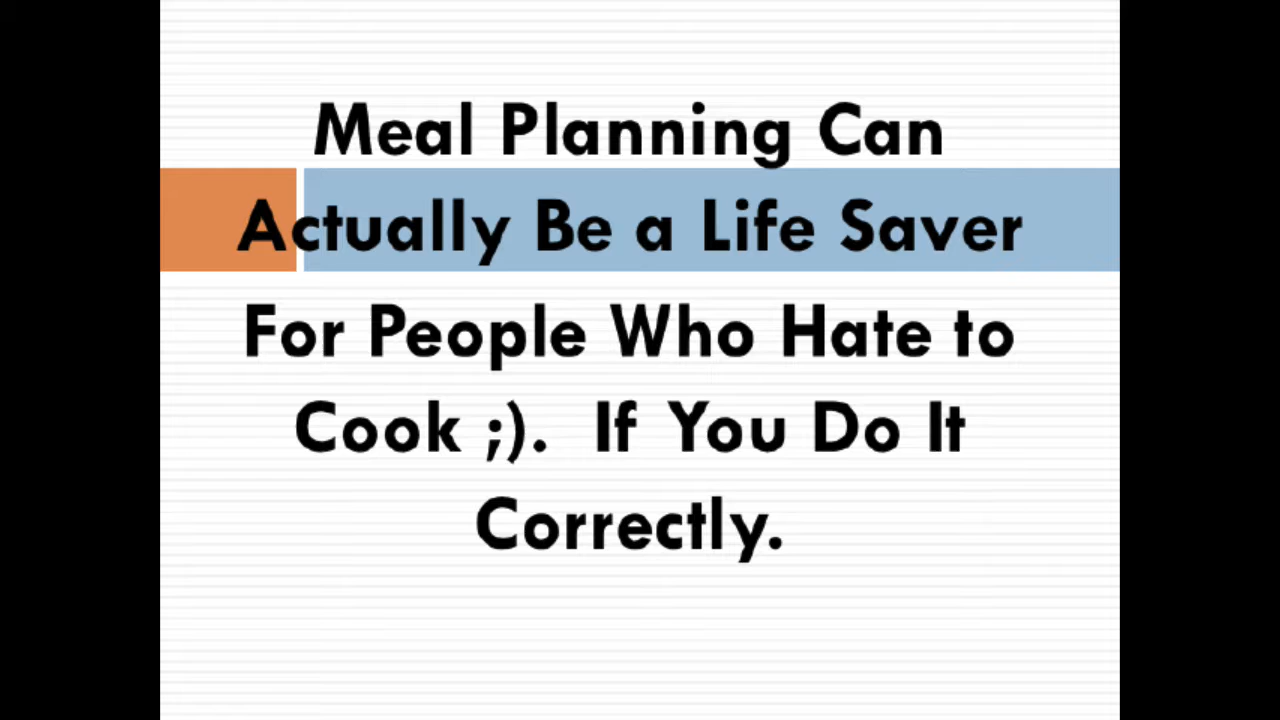 Meal Planning Can
Actually Be a Life Saver
For People Who Hate to
Cook ;).  If You Do It
Correctly.